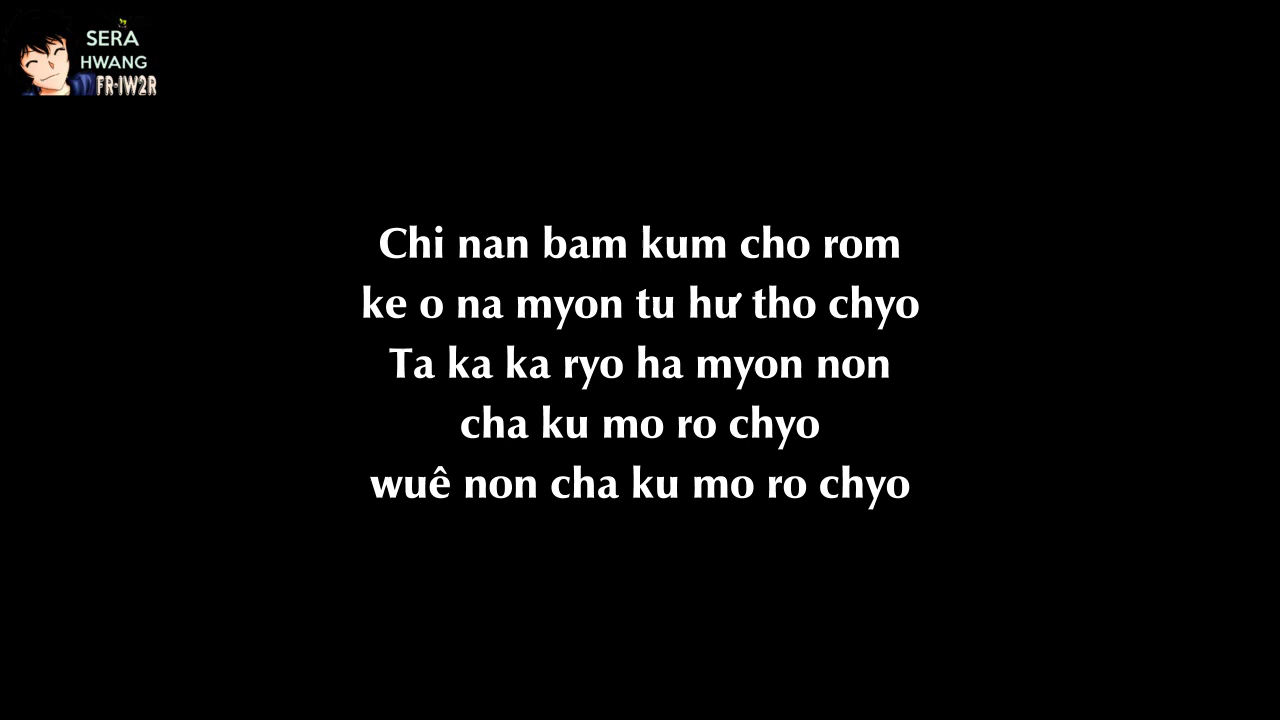 SERA
HWANG
FR-IW2R
Chi nan bam kum cho rom
ke o na myon tu hư tho chyo
Ta ka ka ryo ha myon non
cha ku mo ro chyo
wuê non cha ku mo ro chyo